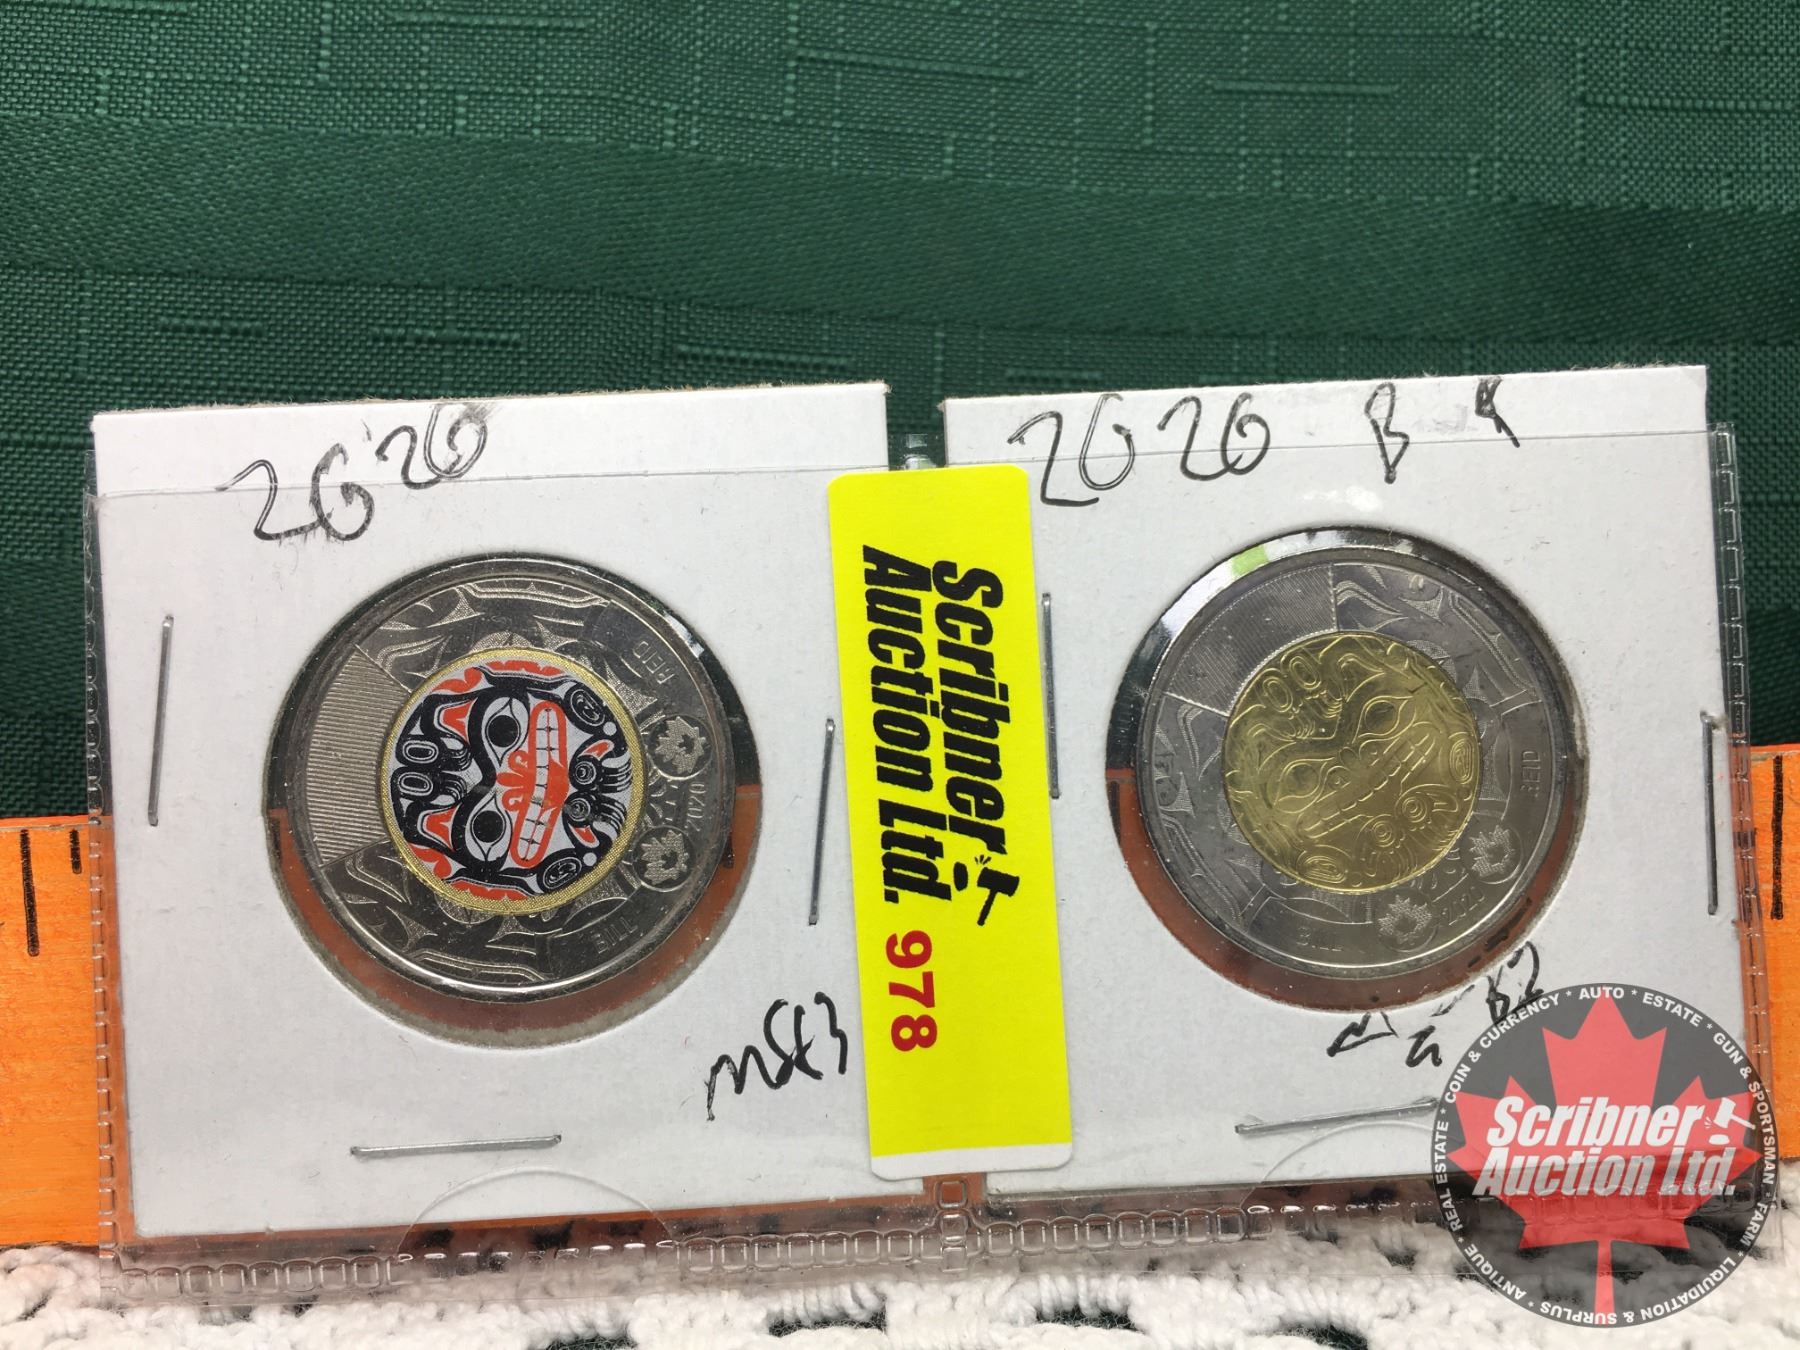 2020
2020 B
REID
2020
BILL
REID
2020
BILL
Scribner
Auction Ltd.
978
Scribner
Auction Ltd.
REAL ESTATE * COIN & CURRENCY * AUTO * ESTATE * GUN & SPORTSMAN * FARM * LIQUIDATION & SURPLUS * ANTIQUE *